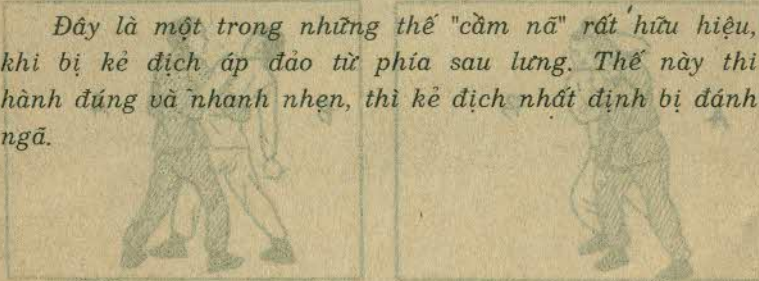 Đây là một trong những thế "cầm nã" rất hữu hiệu,
khi bị kẻ địch áp đảo từ phía sau lưng. Thế này thi
hành đúng và nhanh nhẹn, thì kẻ địch nhất định bị đánh
ngã.